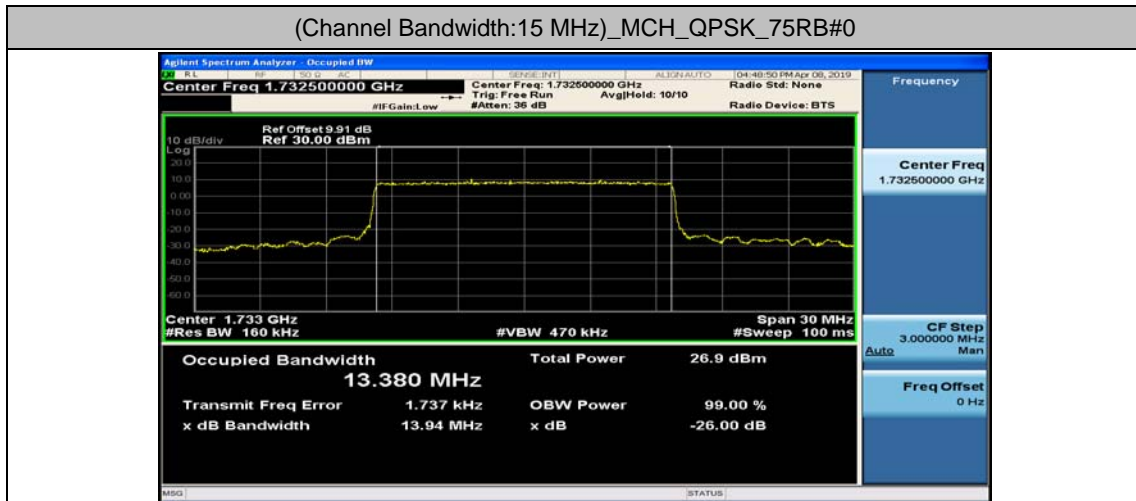 (Channel Bandwidth:15 MHz)_MCH_QPSK_75RB#0
Agilent Spectrum Analyzer - Occupied BW
RL RF 50 Ω AC SENSE:INT ALIGN AUTO 04:48:50 PM Apr 08, 2019
Center Freq 1.732500000 GHz
Center Freq: 1.732500000 GHz
Radio Std: None
Trig: Free Run Avg|Hold: 10/10
#IFGain:Low
#Atten: 36 dB
Radio Device: BTS
Frequency
Ref Offset 9.91 dB
10 dB/div Ref 30.00 dBm
Log
20.0
10.0
0.00
-10.0
-20.0
-30.0
-40.0
-50.0
-60.0
Center Freq
1.732500000 GHz
Center 1.733 GHz
Span 30 MHz
#Res BW 160 kHz
#VBW 470 kHz
#Sweep 100 ms
CF Step
3.000000 MHz
Auto Man
Freq Offset
0 Hz
Occupied Bandwidth
Total Power 26.9 dBm
13.380 MHz
Transmit Freq Error 1.737 kHz
OBW Power 99.00 %
x dB Bandwidth 13.94 MHz
x dB -26.00 dB
MSG
STATUS